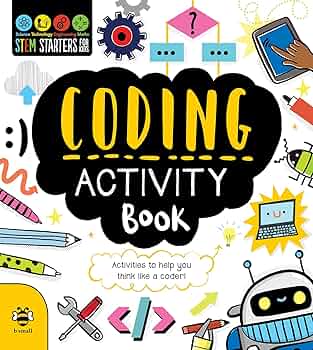 Science Technology Engineering Maths
STEM STARTERS FOR KIDS
?
:)
CODING
ACTIVITY
BOOK
Activities to help you
think like a coder!
b small
</>